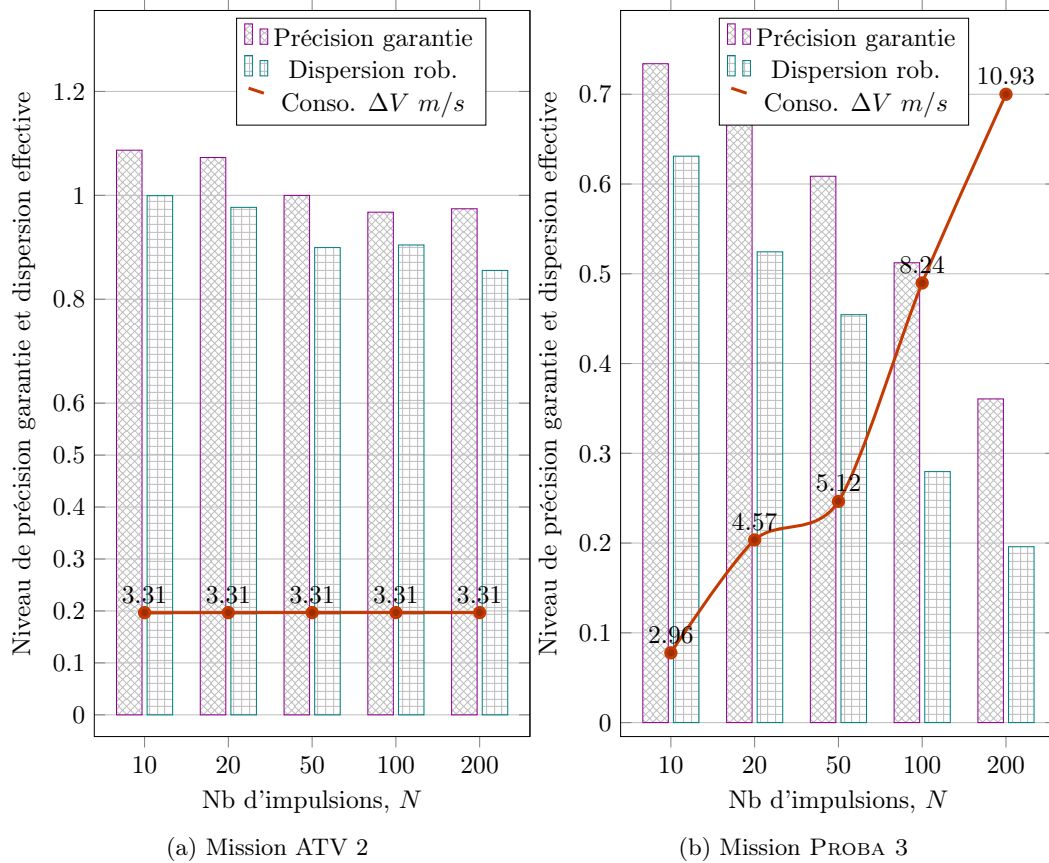 Précision garantie
Dispersion rob.
Conso. ΔV m/s
Niveau de précision garantie et dispersion effective
1.2
1
0.8
0.6
0.4
0.5
0.3
0.2
0.1
0
3.31 3.31 3.31 3.31 3.31
10 20 50 100 200
Nb d'impulsions, N
(a) Mission ATV 2
Précision garantie
Dispersion rob.
Conso. ΔV m/s
Niveau de précision garantie et dispersion effective
0.7
0.6
0.5
0.4
0.3
0.2
0.1
0
2.96 4.57 5.12 8.24 10.93
10 20 50 100 200
Nb d'impulsions, N
(b) Mission PROBA 3